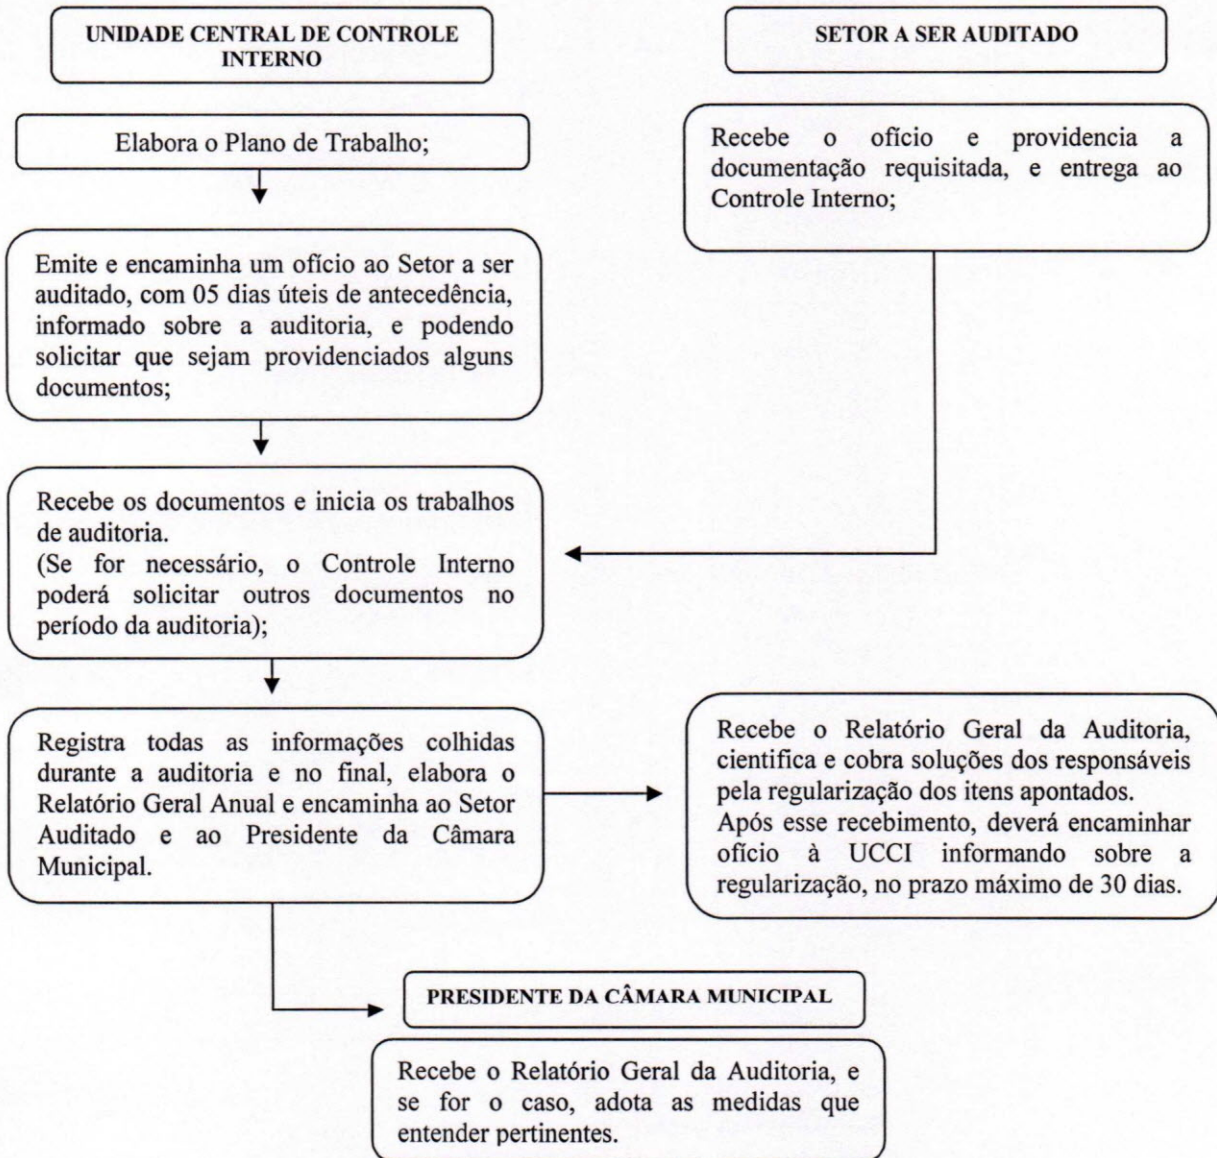 UNIDADE CENTRAL DE CONTROLE
INTERNO
SETOR A SER AUDITADO
Elabora o Plano de Trabalho;
Recebe o ofício e providencia a
documentação requisitada, e entrega ao
Controle Interno;
Emite e encaminha um ofício ao Setor a ser
auditado, com 05 dias úteis de antecedência,
informado sobre a auditoria, e podendo
solicitar que sejam providenciados alguns
documentos;
Recebe os documentos e inicia os trabalhos
de auditoria.
(Se for necessário, o Controle Interno
poderá solicitar outros documentos no
período da auditoria);
Registra todas as informações colhidas
durante a auditoria e no final, elabora o
Relatório Geral Anual e encaminha ao Setor
Auditado e ao Presidente da Câmara
Municipal.
Recebe o Relatório Geral da Auditoria,
cientifica e cobra soluções dos responsáveis
pela regularização dos itens apontados.
Após esse recebimento, deverá encaminhar
ofício à UCCI informando sobre a
regularização, no prazo máximo de 30 dias.
PRESIDENTE DA CÂMARA MUNICIPAL
Recebe o Relatório Geral da Auditoria, e
se for o caso, adota as medidas que
entender pertinentes.